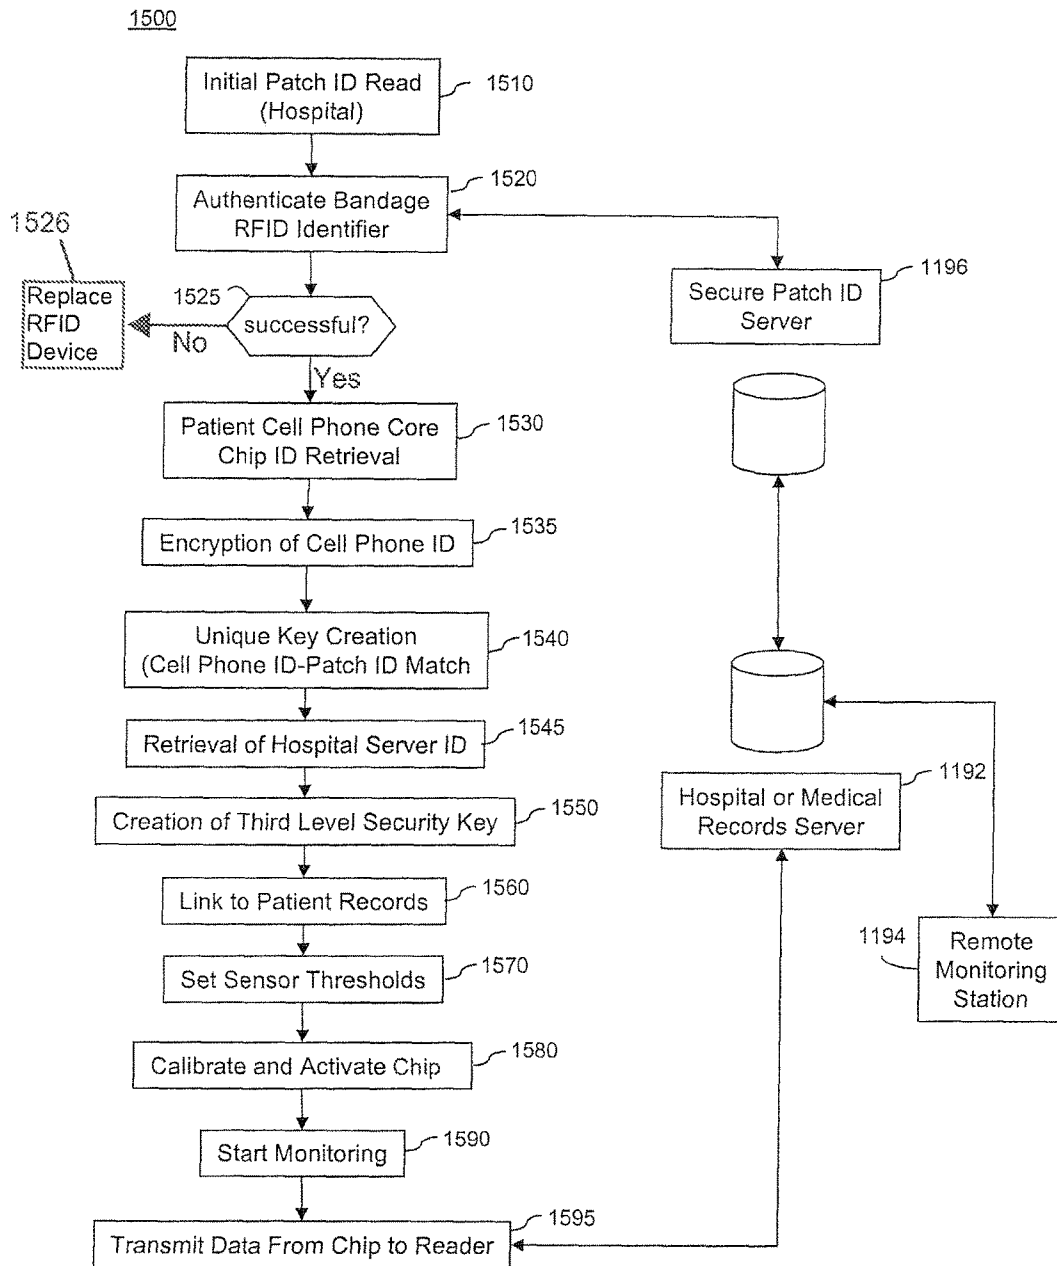 1500
Initial Patch ID Read
(Hospital)
1510
Authenticate Bandage
RFID Identifier
1520
1526
Replace
RFID
Device
1525
successful?
No
Yes
1196
Secure Patch ID
Server
Patient Cell Phone Core
Chip ID Retrieval
1530
Encryption of Cell Phone ID
1535
Unique Key Creation
(Cell Phone ID-Patch ID Match
1540
Retrieval of Hospital Server ID
1545
Creation of Third Level Security Key
1550
1192
Hospital or Medical
Records Server
Link to Patient Records
1560
Set Sensor Thresholds
1570
1194
Remote
Monitoring
Station
Calibrate and Activate Chip
1580
Start Monitoring
1590
Transmit Data From Chip to Reader
1595